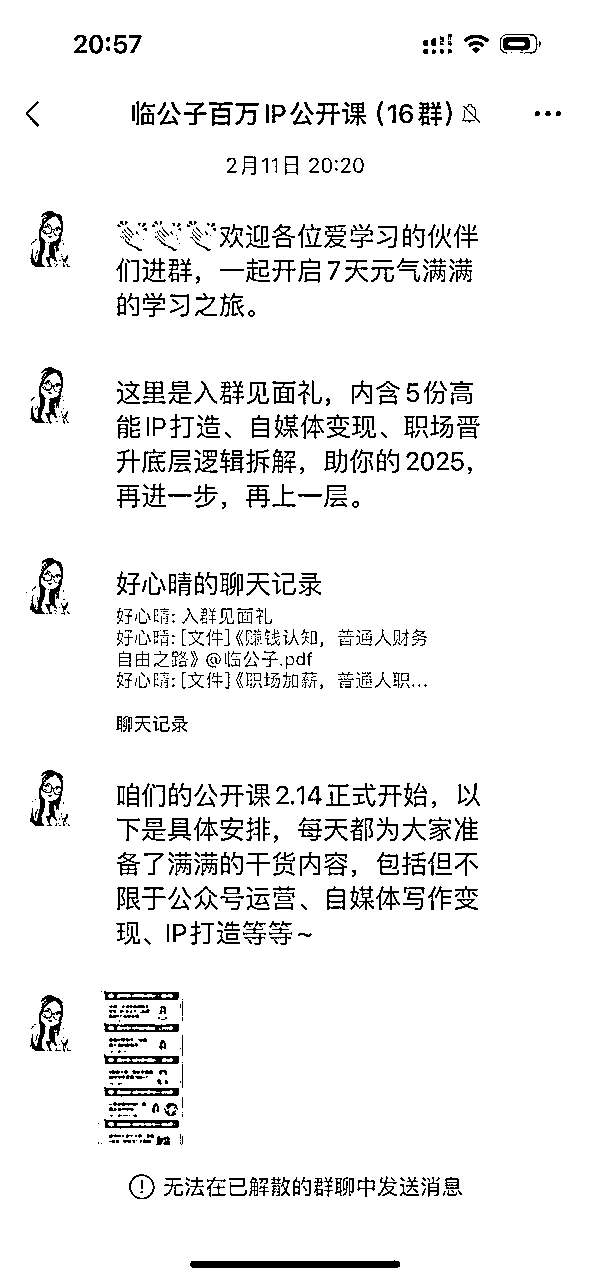 20:57
临公子百万IP公开课（16群）
2月11日 20:20
👏👏👏欢迎各位爱学习的伙伴
们进群，一起开启7天元气满满
的学习之旅。
这里是入群见面礼，内含5份高
能IP打造、自媒体变现、职场晋
升底层逻辑拆解，助你的2025，
再进一步，再上一层。
好心晴的聊天记录
好心晴: 入群见面礼
好心晴: [文件]《赚钱认知，普通人财务
自由之路》@临公子.pdf
好心晴: [文件]《职场加薪，普通人职...
聊天记录
咱们的公开课2.14正式开始，以
下是具体安排，每天都为大家准
备了满满的干货内容，包括但不
限于公众号运营、自媒体写作变
现、IP打造等等~
无法在已解散的群聊中发送消息